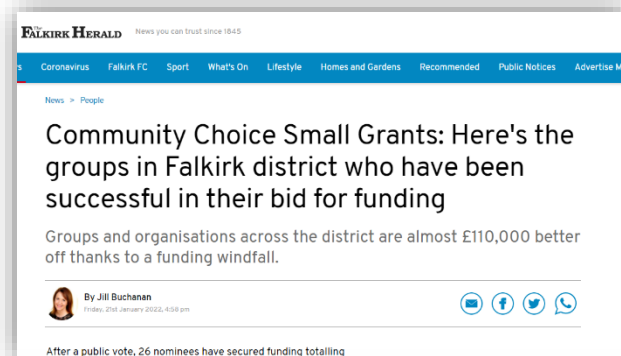 The
FALKIRK HERALD News you can trust since 1845
s Coronavirus Falkirk FC Sport What's On Lifestyle Homes and Gardens Recommended Public Notices Advertise M
News > People
Community Choice Small Grants: Here's the
groups in Falkirk district who have been
successful in their bid for funding
Groups and organisations across the district are almost £110,000 better
off thanks to a funding windfall.
By Jill Buchanan
Friday, 21st January 2022, 4:56 pm
After a public vote, 26 nominees have secured funding totalling